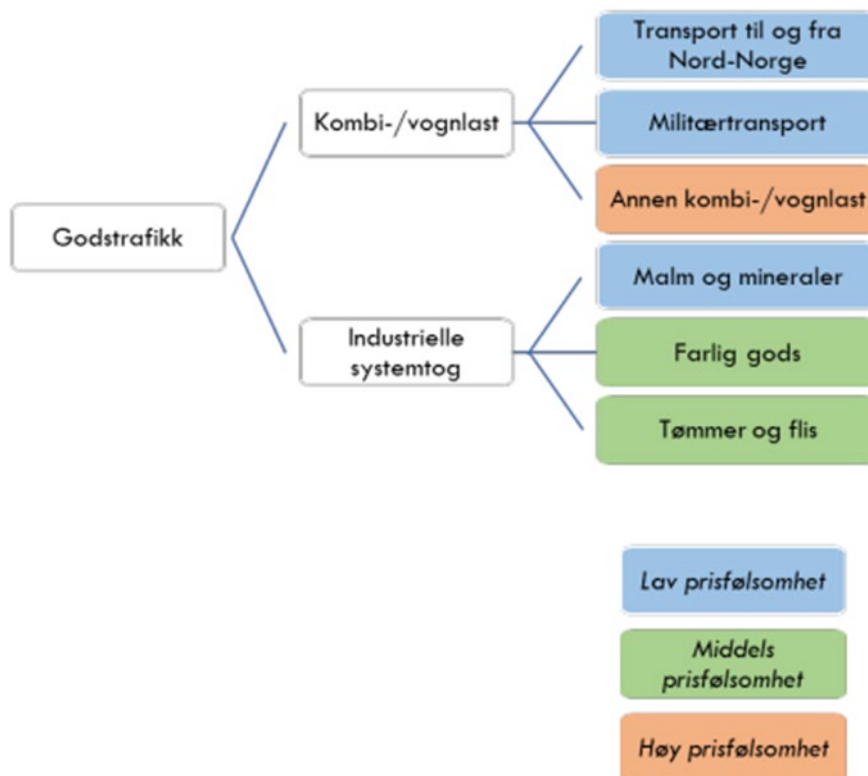 Transport til og fra
Nord-Norge
Kombi-/vognlast
Militærtransport
Annen kombi-/vognlast
Godstrafikk
Malm og mineraler
Industrielle
systemtog
Farlig gods
Tømmer og flis
Lav prisfølsomhet
Middels
prisfølsomhet
Høy prisfølsomhet